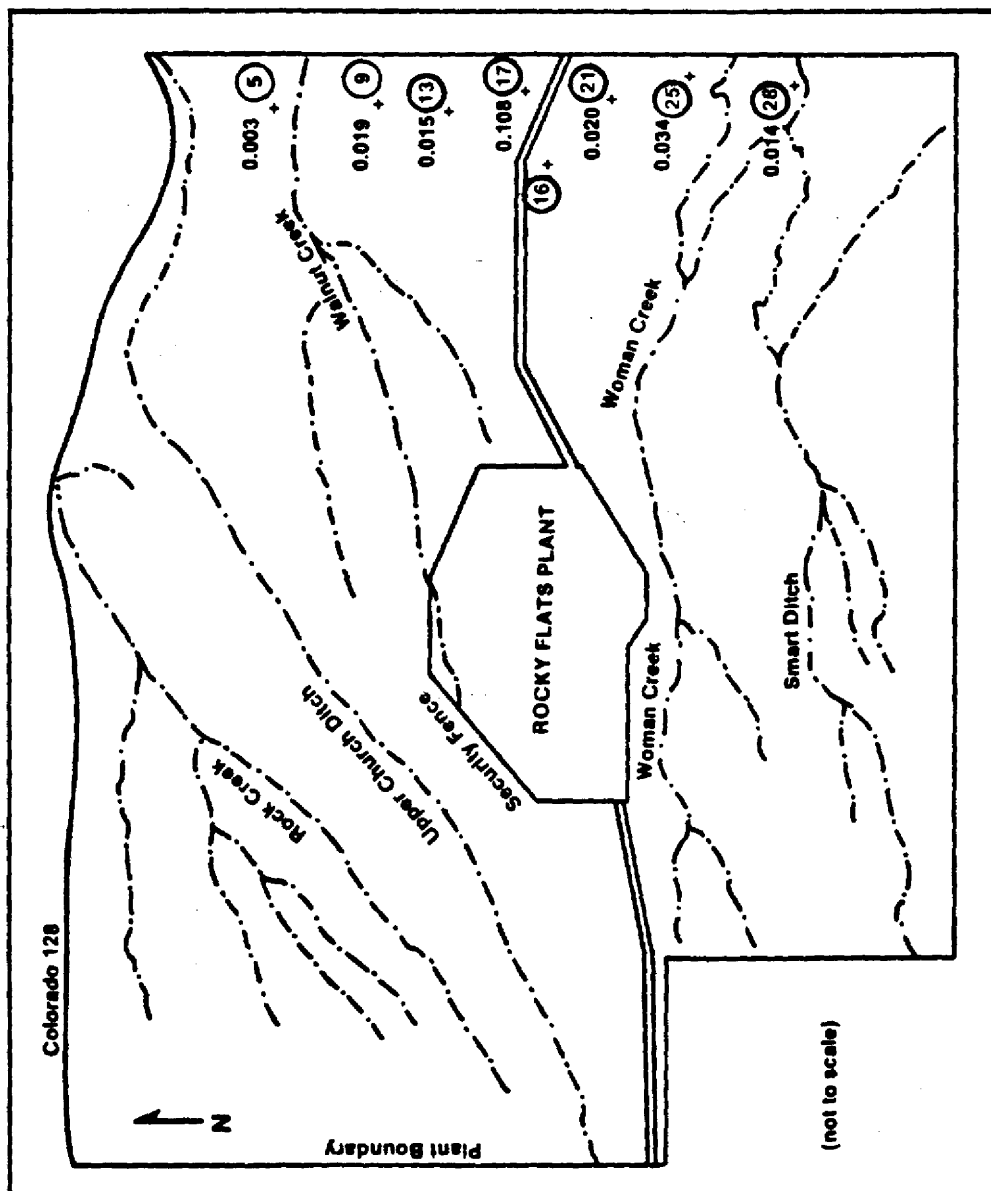 Colorado 128
N
Plant Boundary
Rock Creek
Upper Church Ditch
Security Fence
Walnut Creek
ROCKY FLATS PLANT
Woman Creek
Woman Creek
Smart Ditch
(not to scale)
5
0.003
9
0.019
13
0.015
17
0.108
16
21
0.020
25
0.034
28
0.014